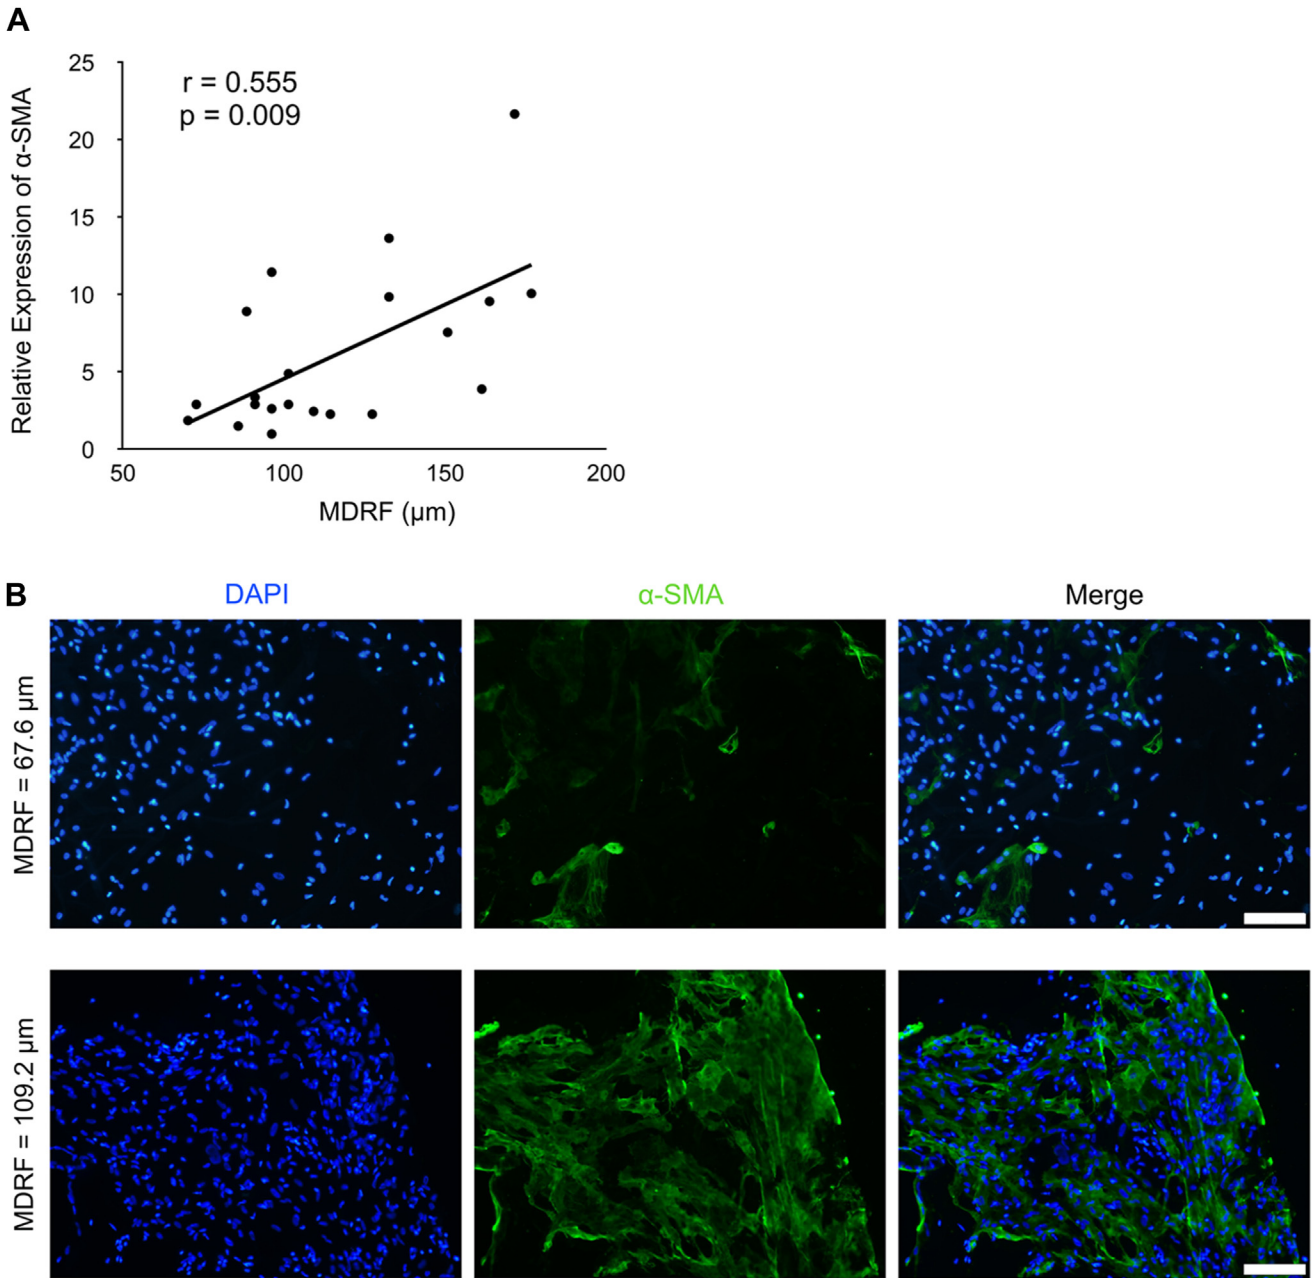 A
25
20
15
10
5
0
Relative Expression of α-SMA
r = 0.555
p = 0.009
50 100 150 200
MDRF (μm)
B
DAPI α-SMA Merge
MDRF = 67.6 μm
MDRF = 109.2 μm